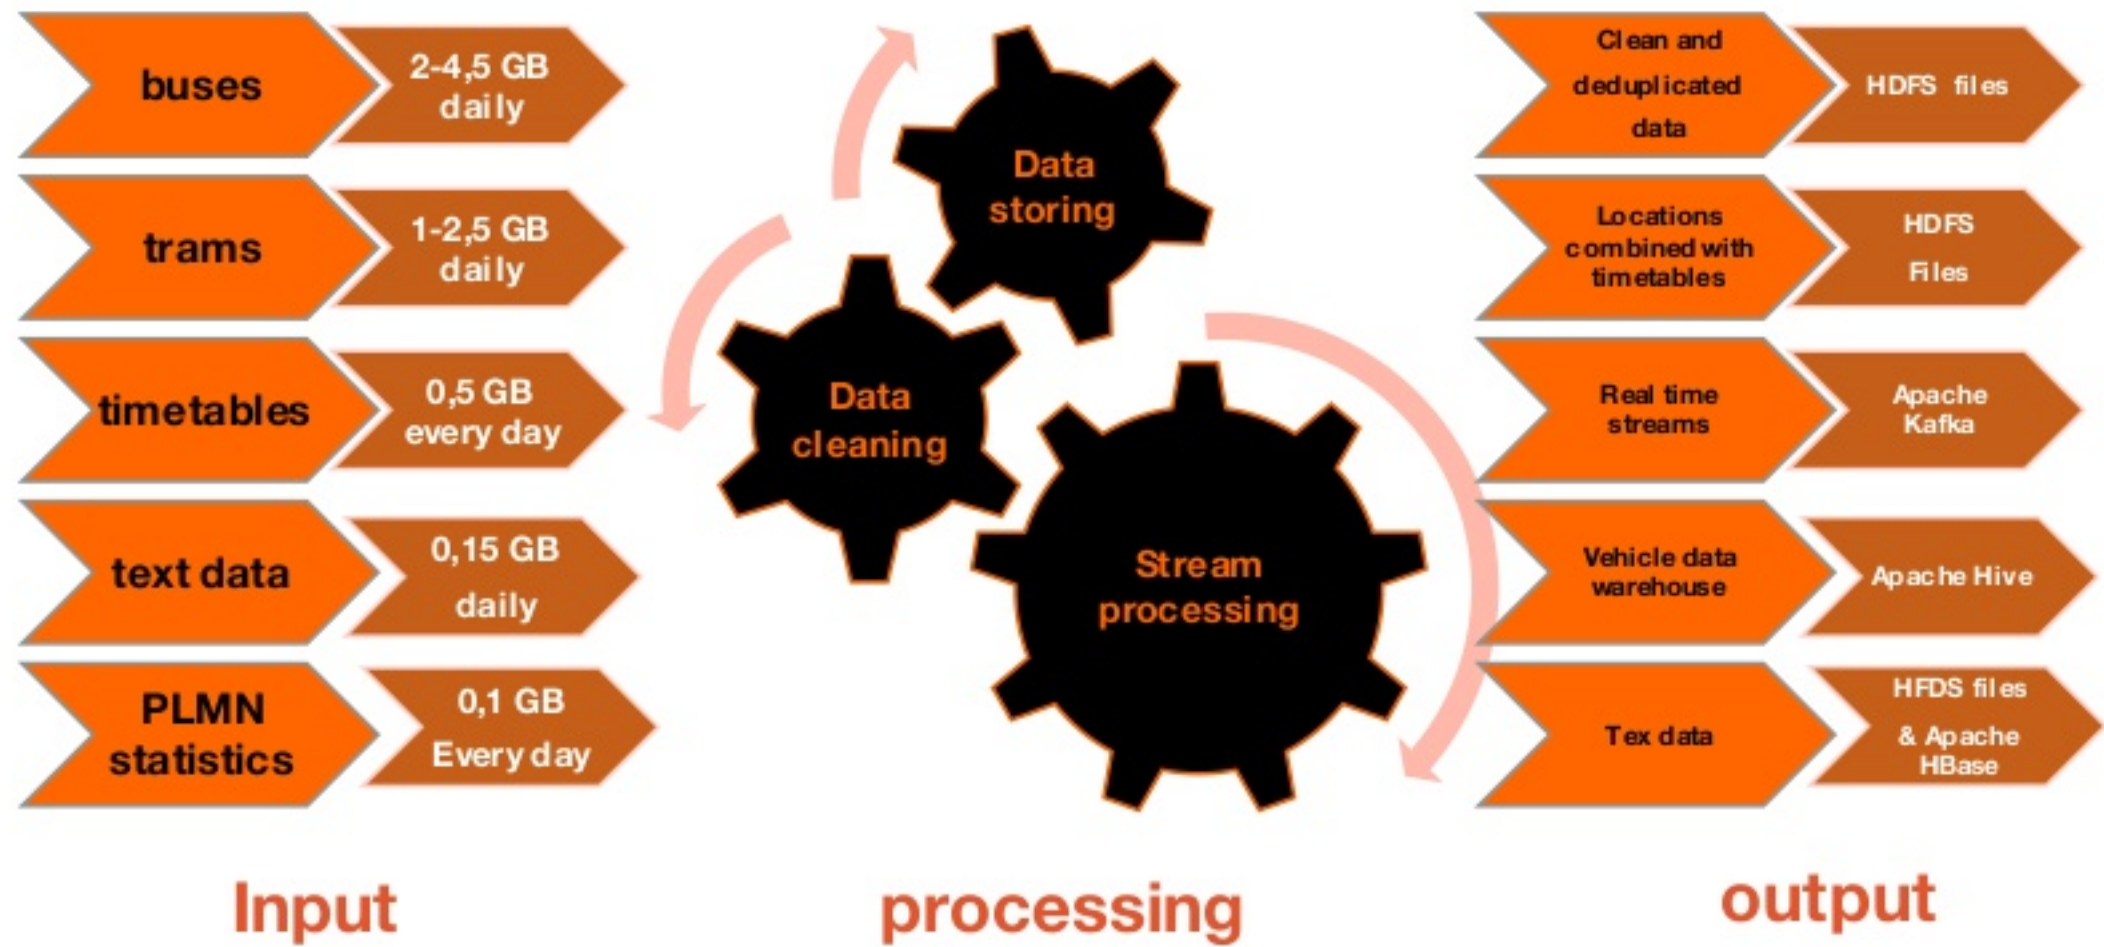 buses
2-4,5 GB
daily
trams
1-2,5 GB
daily
timetables
0,5 GB
every day
text data
0,15 GB
daily
PLMN
statistics
0,1 GB
Every day
Input
Data
storing
Data
cleaning
Stream
processing
processing
Clean and
deduplicated
data
HDFS files
Locations
combined with
timetables
HDFS
Files
Real time
streams
Apache
Kafka
Vehicle data
warehouse
Apache Hive
Tex data
HFDS files
& Apache
HBase
output